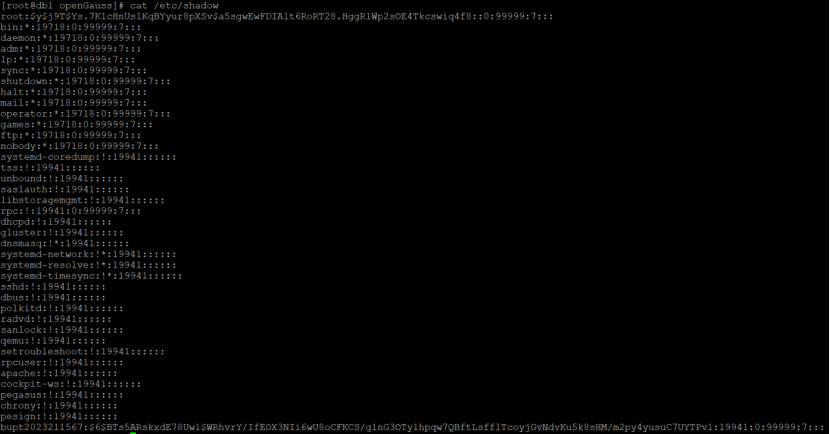 [root@db1 openGauss]# cat /etc/shadow
root:$y$j9T$Ys.7K1cHnUslKqBYyur8pXSv$a5sgwEwFDIAlt6RoRT28.HggRlWp2sOE4Tkcswiq4f8::0:99999:7:::
bin:*:19718:0:99999:7:::
daemon:*:19718:0:99999:7:::
adm:*:19718:0:99999:7:::
lp:*:19718:0:99999:7:::
sync:*:19718:0:99999:7:::
shutdown:*:19718:0:99999:7:::
halt:*:19718:0:99999:7:::
mail:*:19718:0:99999:7:::
operator:*:19718:0:99999:7:::
games:*:19718:0:99999:7:::
ftp:*:19718:0:99999:7:::
nobody:*:19718:0:99999:7:::
systemd-coredump:!:19941::::::
tss:!:19941::::::
unbound:!:19941::::::
saslauth:!:19941::::::
libstoragemgmt:!:19941::::::
rpc:!:19941:0:99999:7:::
dhcpd:!:19941::::::
gluster:!:19941::::::
dnsmasq:!*:19941::::::
systemd-network:!*:19941::::::
systemd-resolve:!*:19941::::::
systemd-timesync:!*:19941::::::
sshd:!:19941::::::
dbus:!:19941::::::
polkitd:!:19941::::::
radvd:!:19941::::::
sanlock:!:19941::::::
qemu:!:19941::::::
setroubleshoot:!:19941::::::
rpcuser:!:19941::::::
apache:!:19941::::::
cockpit-ws:!:19941::::::
pegasus:!:19941::::::
chrony:!:19941::::::
pesign:!:19941::::::
bupt2023211567:$6$BTs5ARskxdE78Uw1$WRhvrY/IfEOX3NIi6wU8oCFKCS/glnG3OTylhpqw7QBftLsfflTcoyjGvNdvKu5k8sHM/m2py4yusuC7UYTPv1:19941:0:99999:7:::